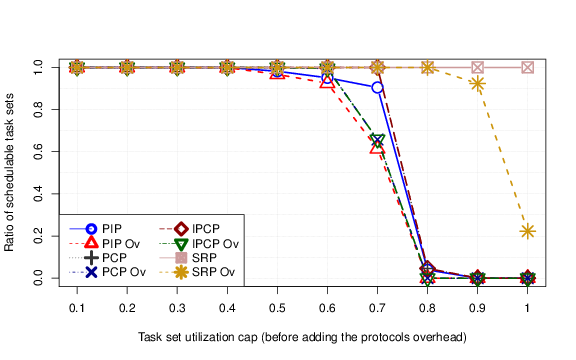 Ratio of schedulable task sets
1.0
0.8
0.6
0.4
0.2
0.0
PIP
PIP Ov
PCP
PCP Ov
IPCP
IPCP Ov
SRP
SRP Ov
0.1 0.2 0.3 0.4 0.5 0.6 0.7 0.8 0.9 1
Task set utilization cap (before adding the protocols overhead)